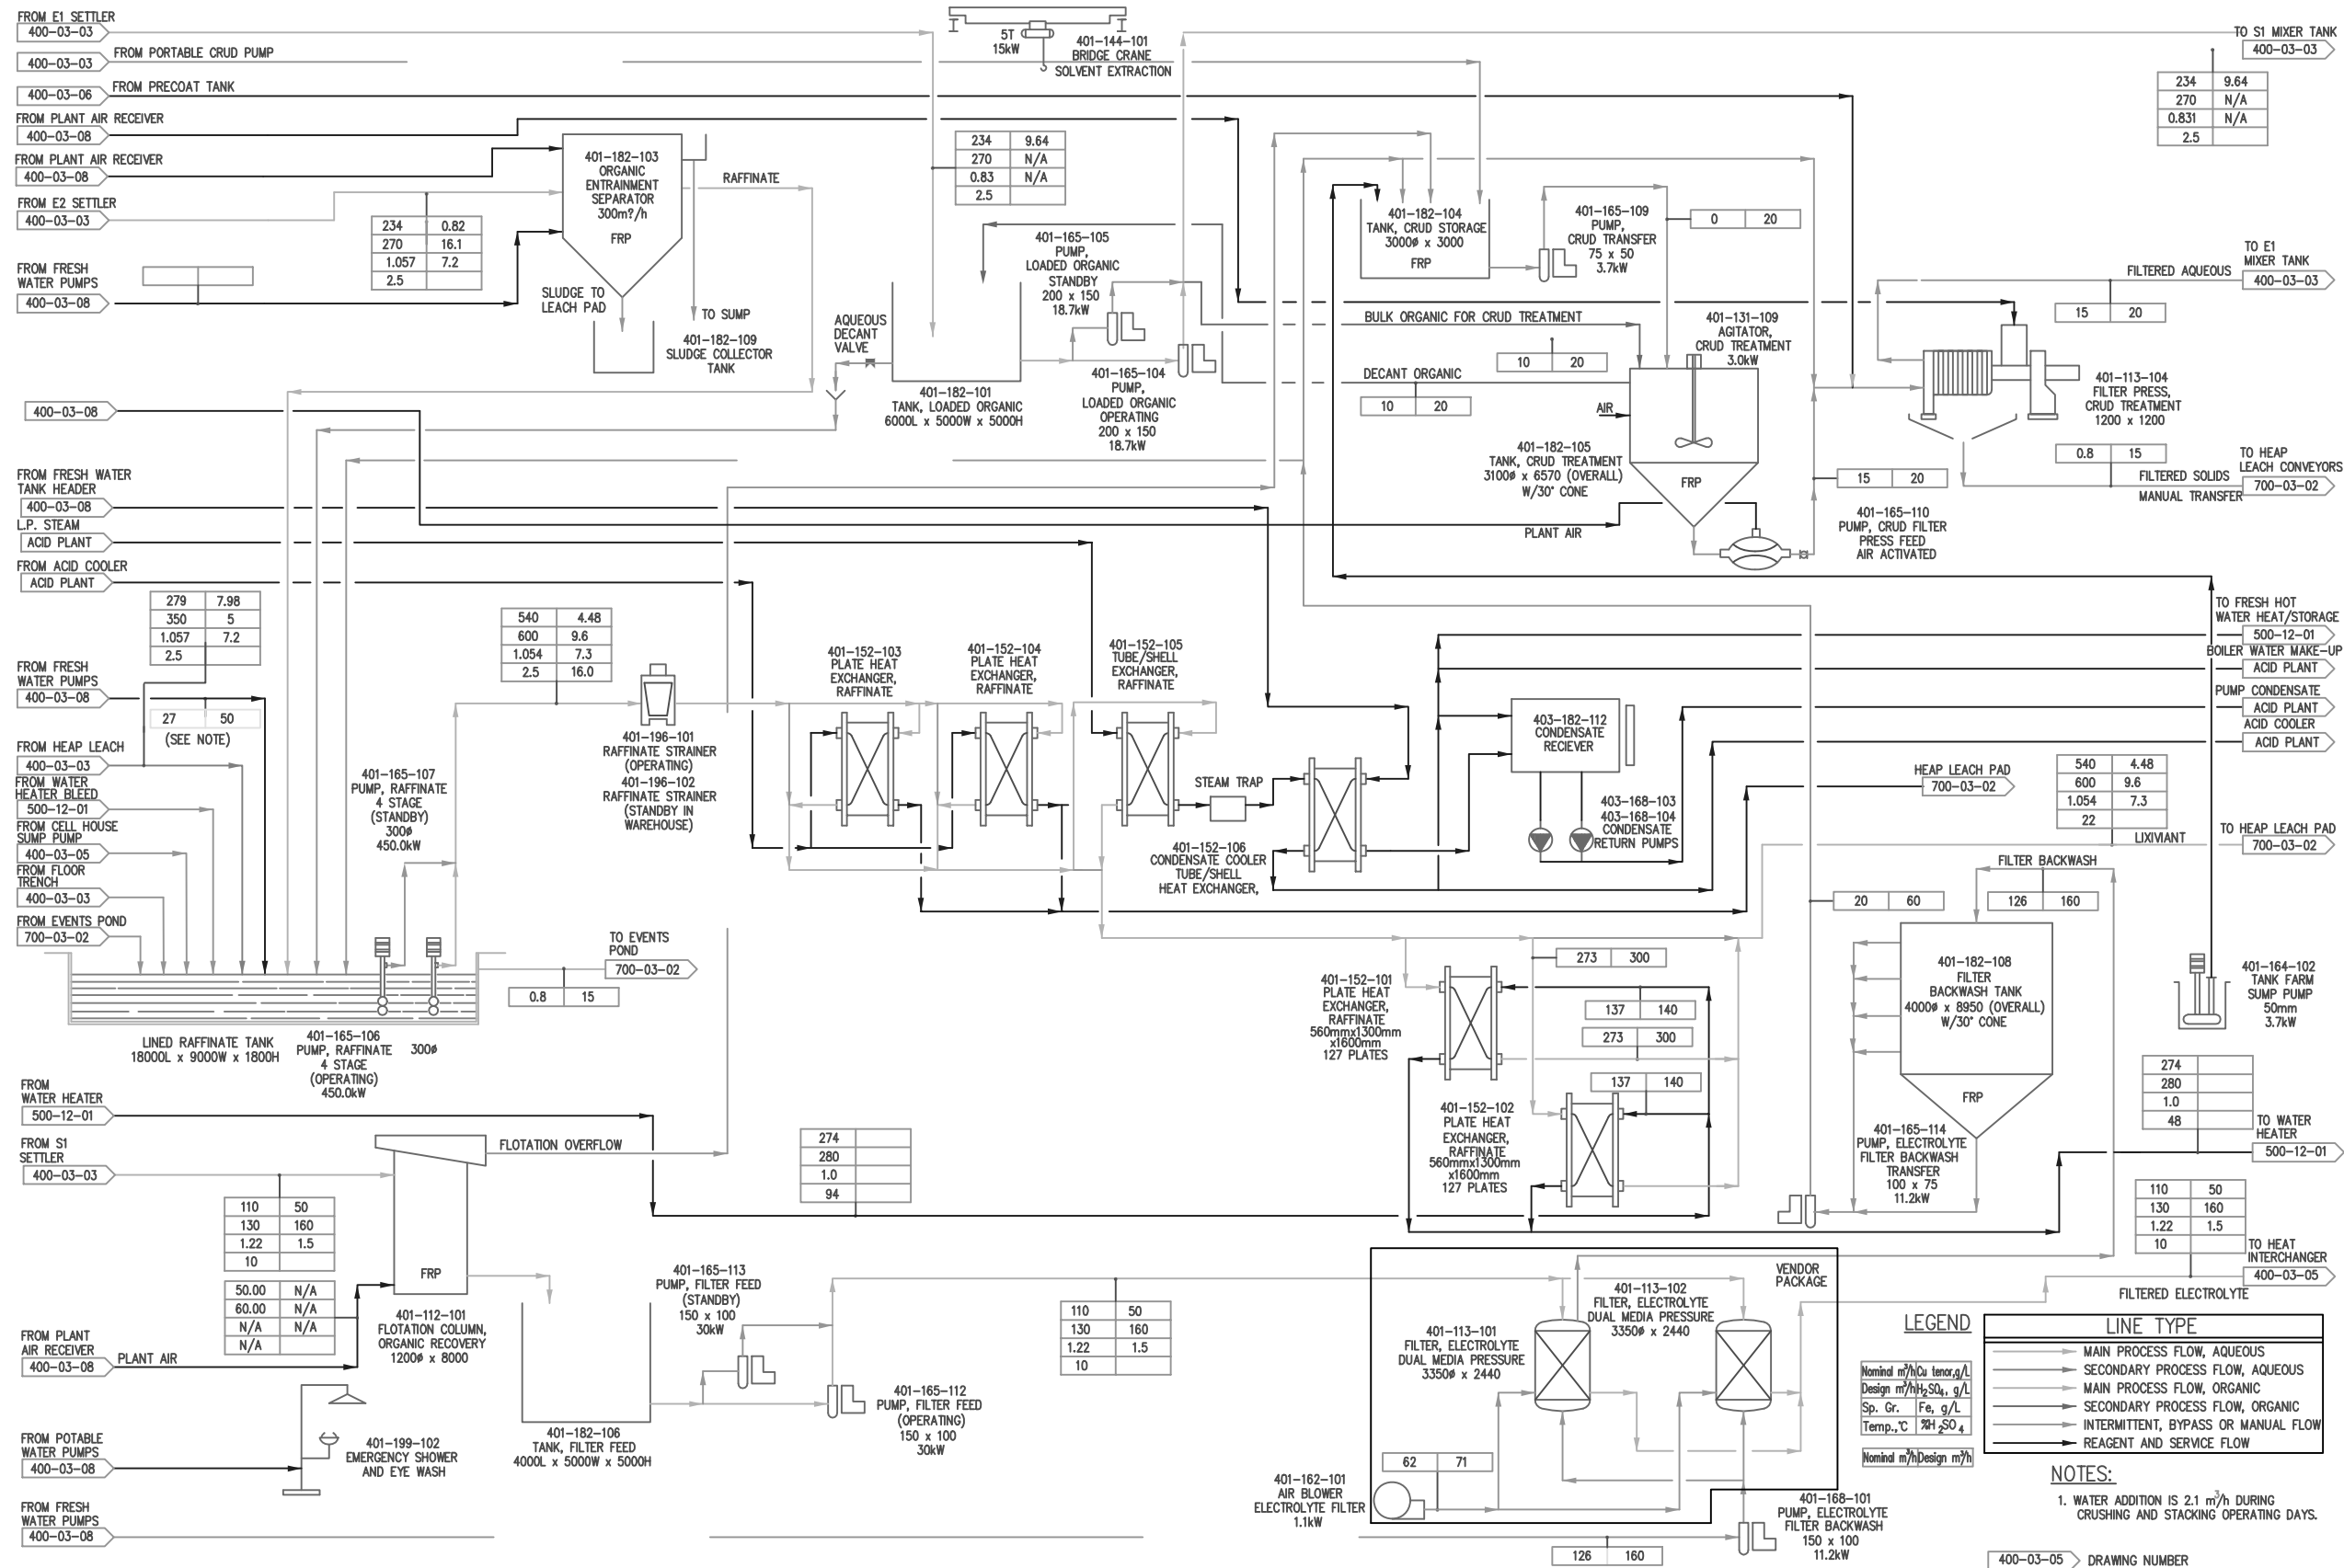 FROM E1 SETTLER
400-03-03
FROM PORTABLE CRUD PUMP
400-03-03
FROM PRECOAT TANK
400-03-06
FROM PLANT AIR RECEIVER
400-03-08
FROM PLANT AIR RECEIVER
400-03-08
FROM E2 SETTLER
400-03-03
FROM FRESH
WATER PUMPS
400-03-08
401-182-103
ORGANIC
ENTRAINMENT
SEPARATOR
300m?/h
FRP
RAFFINATE
234 0.82
270 16.1
1.057 7.2
2.5
SLUDGE TO
LEACH PAD
TO SUMP
401-182-109
SLUDGE COLLECTOR
TANK
5T
15kW
401-144-101
BRIDGE CRANE
SOLVENT EXTRACTION
234 9.64
270 N/A
0.83 N/A
2.5
401-165-105
PUMP,
LOADED ORGANIC
STANDBY
200 x 150
18.7kW
AQUEOUS
DECANT
VALVE
401-182-101
TANK, LOADED ORGANIC
6000L x 5000W x 5000H
401-165-104
PUMP,
LOADED ORGANIC
OPERATING
200 x 150
18.7kW
401-182-104
TANK, CRUD STORAGE
3000ø x 3000
FRP
401-165-109
PUMP,
CRUD TRANSFER
75 x 50
3.7kW
0 20
BULK ORGANIC FOR CRUD TREATMENT
10 20
DECANT ORGANIC
10 20
401-131-109
AGITATOR,
CRUD TREATMENT
3.0kW
AIR
401-182-105
TANK, CRUD TREATMENT
3100ø x 6570 (OVERALL)
W/30° CONE
FRP
PLANT AIR
15 20
401-165-110
PUMP, CRUD FILTER
PRESS FEED
AIR ACTIVATED
TO S1 MIXER TANK
400-03-03
234 9.64
270 N/A
0.831 N/A
2.5
TO E1
MIXER TANK
FILTERED AQUEOUS
400-03-03
15 20
401-113-104
FILTER PRESS,
CRUD TREATMENT
1200 x 1200
0.8 15
TO HEAP
LEACH CONVEYORS
FILTERED SOLIDS
700-03-02
MANUAL TRANSFER
400-03-08
FROM FRESH WATER
TANK HEADER
400-03-08
L.P. STEAM
ACID PLANT
FROM ACID COOLER
ACID PLANT
279 7.98
350 5
1.057 7.2
2.5
FROM FRESH
WATER PUMPS
400-03-08
27 50
(SEE NOTE)
FROM HEAP LEACH
400-03-03
FROM WATER
HEATER BLEED
500-12-01
FROM CELL HOUSE
SUMP PUMP
400-03-05
FROM FLOOR
TRENCH
400-03-03
FROM EVENTS POND
700-03-02
401-165-107
PUMP, RAFFINATE
4 STAGE
(STANDBY)
300ø
450.0kW
540 4.48
600 9.6
1.054 7.3
2.5 16.0
401-196-101
RAFFINATE STRAINER
(OPERATING)
401-196-102
RAFFINATE STRAINER
(STANDBY IN
WAREHOUSE)
401-152-103
PLATE HEAT
EXCHANGER,
RAFFINATE
401-152-104
PLATE HEAT
EXCHANGER,
RAFFINATE
401-152-105
TUBE/SHELL
EXCHANGER,
RAFFINATE
STEAM TRAP
401-152-106
CONDENSATE COOLER
TUBE/SHELL
HEAT EXCHANGER,
403-182-112
CONDENSATE
RECIEVER
403-168-103
403-168-104
CONDENSATE
RETURN PUMPS
TO FRESH HOT
WATER HEAT/STORAGE
500-12-01
BOILER WATER MAKE-UP
ACID PLANT
PUMP CONDENSATE
ACID PLANT
ACID COOLER
ACID PLANT
HEAP LEACH PAD
700-03-02
540 4.48
600 9.6
1.054 7.3
22
TO HEAP LEACH PAD
LIXIVIANT
700-03-02
FILTER BACKWASH
126 160
20 60
TO EVENTS
POND
700-03-02
0.8 15
LINED RAFFINATE TANK
18000L x 9000W x 1800H
401-165-106
PUMP, RAFFINATE 300ø
4 STAGE
(OPERATING)
450.0kW
273 300
401-152-101
PLATE HEAT
EXCHANGER,
RAFFINATE
560mmx1300mm
x1600mm
127 PLATES
137 140
273 300
137 140
401-152-102
PLATE HEAT
EXCHANGER,
RAFFINATE
560mmx1300mm
x1600mm
127 PLATES
401-182-108
FILTER
BACKWASH TANK
4000ø x 8950 (OVERALL)
W/30° CONE
FRP
401-165-114
PUMP, ELECTROLYTE
FILTER BACKWASH
TRANSFER
100 x 75
11.2kW
401-164-102
TANK FARM
SUMP PUMP
50mm
3.7kW
274
280
1.0
48
TO WATER
HEATER
500-12-01
FROM
WATER HEATER
500-12-01
FROM S1
SETTLER
400-03-03
FLOTATION OVERFLOW
110 50
130 160
1.22 1.5
10
50.00 N/A
60.00 N/A
N/A N/A
N/A
FRP
401-112-101
FLOTATION COLUMN,
ORGANIC RECOVERY
1200ø x 8000
FROM PLANT
AIR RECEIVER
400-03-08
PLANT AIR
FROM POTABLE
WATER PUMPS
400-03-08
401-199-102
EMERGENCY SHOWER
AND EYE WASH
FROM FRESH
WATER PUMPS
400-03-08
274
280
1.0
94
401-165-113
PUMP, FILTER FEED
(STANDBY)
150 x 100
30kW
401-182-106
TANK, FILTER FEED
4000L x 5000W x 5000H
401-165-112
PUMP, FILTER FEED
(OPERATING)
150 x 100
30kW
110 50
130 160
1.22 1.5
10
VENDOR
PACKAGE
401-113-102
FILTER, ELECTROLYTE
DUAL MEDIA PRESSURE
3350ø x 2440
401-113-101
FILTER, ELECTROLYTE
DUAL MEDIA PRESSURE
3350ø x 2440
62 71
401-162-101
AIR BLOWER
ELECTROLYTE FILTER
1.1kW
401-168-101
PUMP, ELECTROLYTE
FILTER BACKWASH
150 x 100
11.2kW
126 160
110 50
130 160
1.22 1.5
10
TO HEAT
INTERCHANGER
400-03-05
FILTERED ELECTROLYTE
LEGEND
Nominal m³/h Cu tenor,g/L
Design m³/h H₂SO₄, g/L
Sp. Gr. Fe, g/L
Temp.,°C %H₂SO₄
Nominal m³/h Design m³/h
LINE TYPE
MAIN PROCESS FLOW, AQUEOUS
SECONDARY PROCESS FLOW, AQUEOUS
MAIN PROCESS FLOW, ORGANIC
SECONDARY PROCESS FLOW, ORGANIC
INTERMITTENT, BYPASS OR MANUAL FLOW
REAGENT AND SERVICE FLOW
NOTES:
1. WATER ADDITION IS 2.1 m³/h DURING
CRUSHING AND STACKING OPERATING DAYS.
400-03-05 DRAWING NUMBER